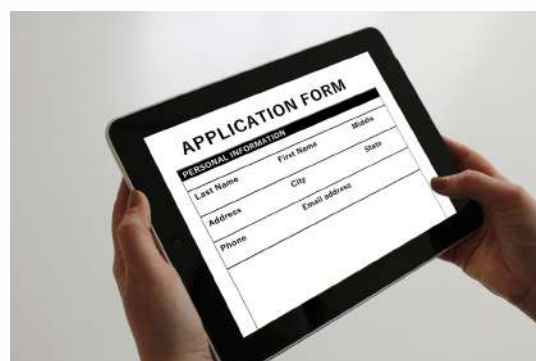 APPLICATION FORM
PERSONAL INFORMATION
Last Name First Name Middle
Address City State
Phone Email address